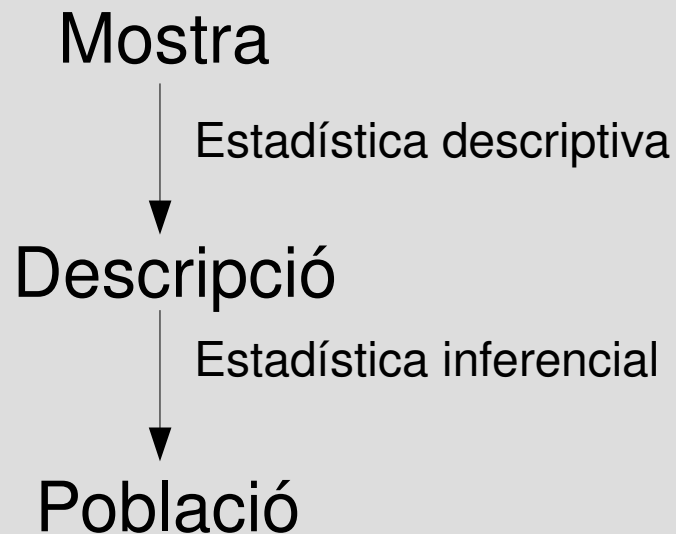 Mostra
Estadística descriptiva
Descripció
Estadística inferencial
Població